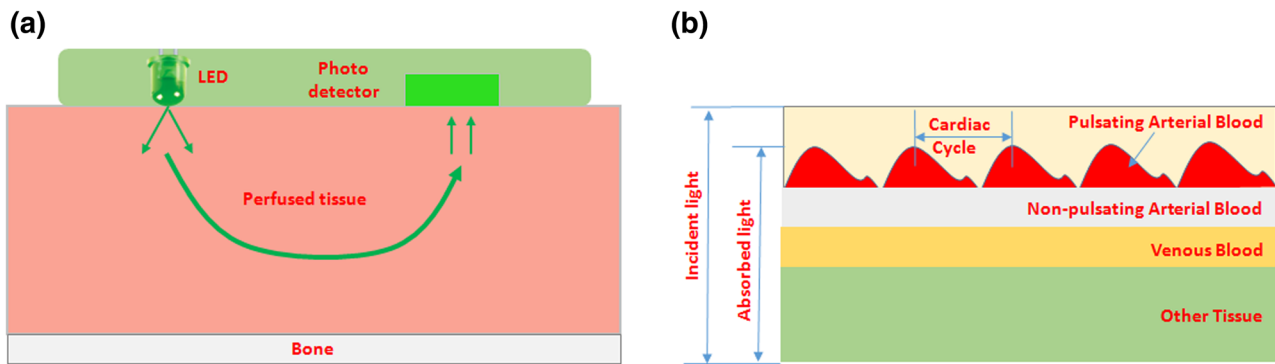 (a)
LED
Photo
detector
Perfused tissue
Bone
(b)
Incident light
Absorbed light
Cardiac
Cycle
Pulsating Arterial Blood
Non-pulsating Arterial Blood
Venous Blood
Other Tissue